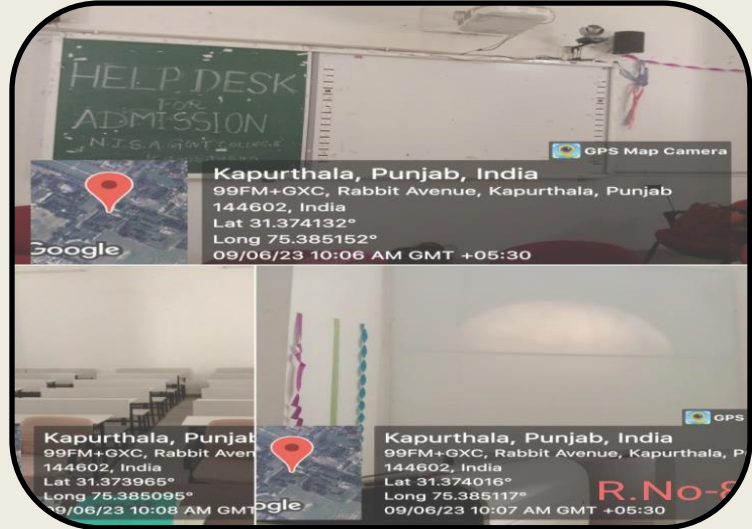 HELP DESK
FOR
ADMISSION
N.J.S.A. GOVT COLLEGE
GPS Map Camera
Kapurthala, Punjab, India
99FM+GXC, Rabbit Avenue, Kapurthala, Punjab
144602, India
Lat 31.374132°
Long 75.385152°
09/06/23 10:06 AM GMT +05:30
Google
Kapurthala, Punjab
99FM+GXC, Rabbit Aven
144602, India
Lat 31.373965°
Long 75.385095°
09/06/23 10:08 AM GMT
GPS
Kapurthala, Punjab, India
99FM+GXC, Rabbit Avenue, Kapurthala, P
144602, India
Lat 31.374016°
Long 75.385117°
09/06/23 10:07 AM GMT +05:30
ogle
R.No-8